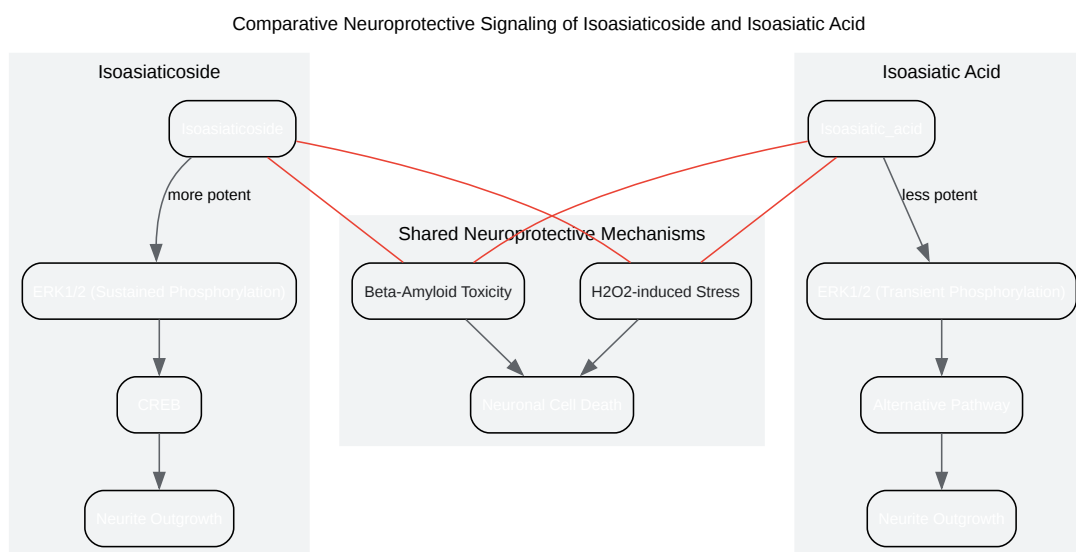 Comparative Neuroprotective Signaling of Isoasiaticoside and Isoasiatic Acid
Isoasiaticoside
Isoasiatic Acid
Isoasiaticoside
Isoasiatic_acid
more potent
less potent
Shared Neuroprotective Mechanisms
ERK1/2 (Sustained Phosphorylation)
Beta-Amyloid Toxicity
H2O2-induced Stress
ERK1/2 (Transient Phosphorylation)
CREB
Neuronal Cell Death
Alternative Pathway
Neurite Outgrowth
Neurite Outgrowth